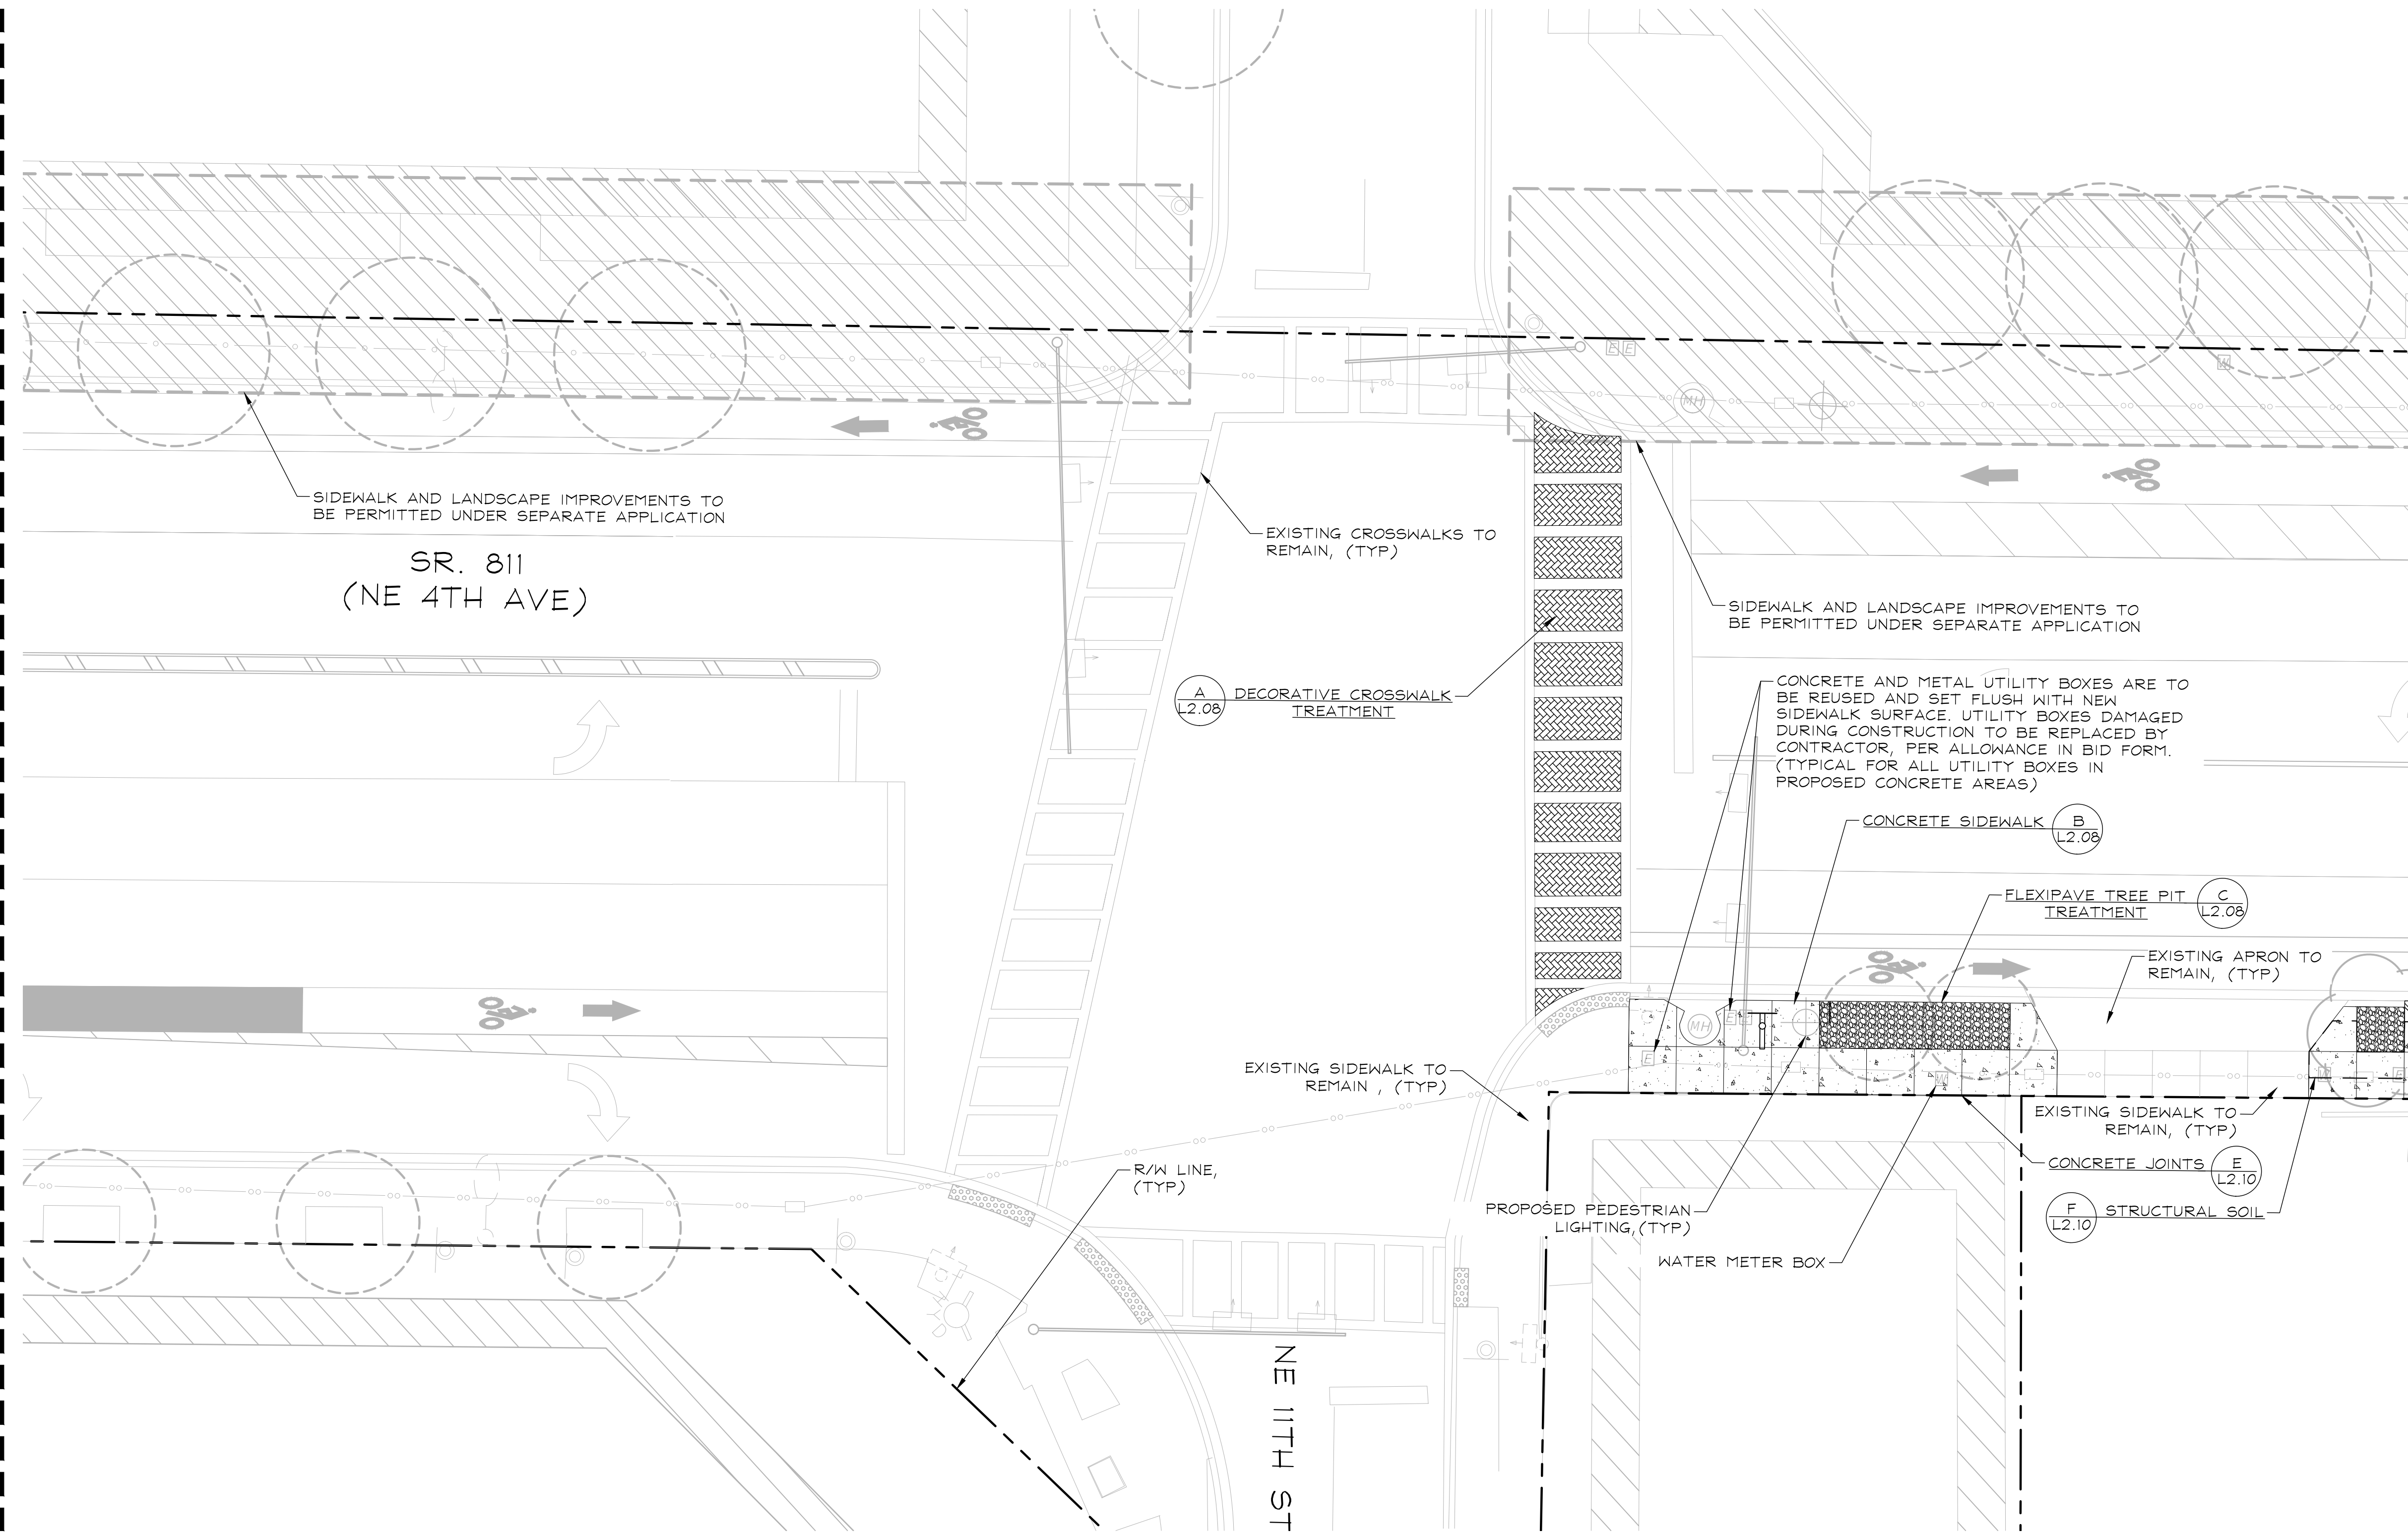 SIDEWALK AND LANDSCAPE IMPROVEMENTS TO
BE PERMITTED UNDER SEPARATE APPLICATION
SR. 811
(NE 4TH AVE)
EXISTING CROSSWALKS TO
REMAIN, (TYP)
E E
W
MH
SIDEWALK AND LANDSCAPE IMPROVEMENTS TO
BE PERMITTED UNDER SEPARATE APPLICATION
A
L2.08
DECORATIVE CROSSWALK
TREATMENT
CONCRETE AND METAL UTILITY BOXES ARE TO
BE REUSED AND SET FLUSH WITH NEW
SIDEWALK SURFACE. UTILITY BOXES DAMAGED
DURING CONSTRUCTION TO BE REPLACED BY
CONTRACTOR, PER ALLOWANCE IN BID FORM.
(TYPICAL FOR ALL UTILITY BOXES IN
PROPOSED CONCRETE AREAS)
CONCRETE SIDEWALK
B
L2.08
FLEXIPAVE TREE PIT
TREATMENT
C
L2.08
EXISTING APRON TO
REMAIN, (TYP)
MH
E
E
W
E
EXISTING SIDEWALK TO
REMAIN , (TYP)
EXISTING SIDEWALK TO
REMAIN, (TYP)
CONCRETE JOINTS
E
L2.10
F
L2.10
STRUCTURAL SOIL
R/W LINE,
(TYP)
PROPOSED PEDESTRIAN
LIGHTING,(TYP)
WATER METER BOX
NE 11TH ST